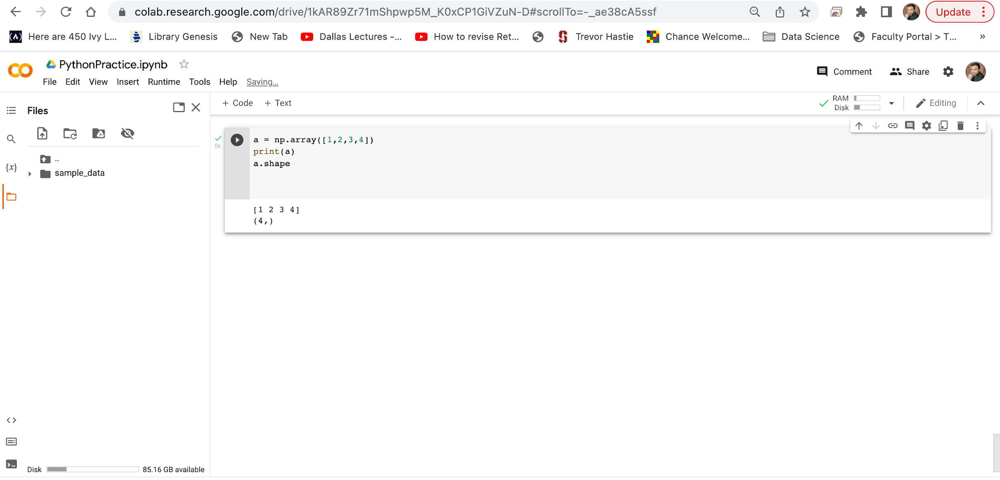 colab.research.google.com/drive/1kAR89Zr71mShpwp5M_K0xCP1GiVZuN-D#scrollTo=-_ae38cA5ssf
Update
Here are 450 Ivy L...
Library Genesis
New Tab
Dallas Lectures -...
How to revise Ret...
Trevor Hastie
Chance Welcome...
Data Science
Faculty Portal > T...
»
CO
PythonPractice.ipynb
File Edit View Insert Runtime Tools Help Saving...
Comment
Share
Files
+ Code + Text
RAM
Disk
Editing
..
sample_data
{x}
0s
a = np.array([1,2,3,4])
print(a)
a.shape
[1 2 3 4]
(4,)
<>
Disk
85.16 GB available